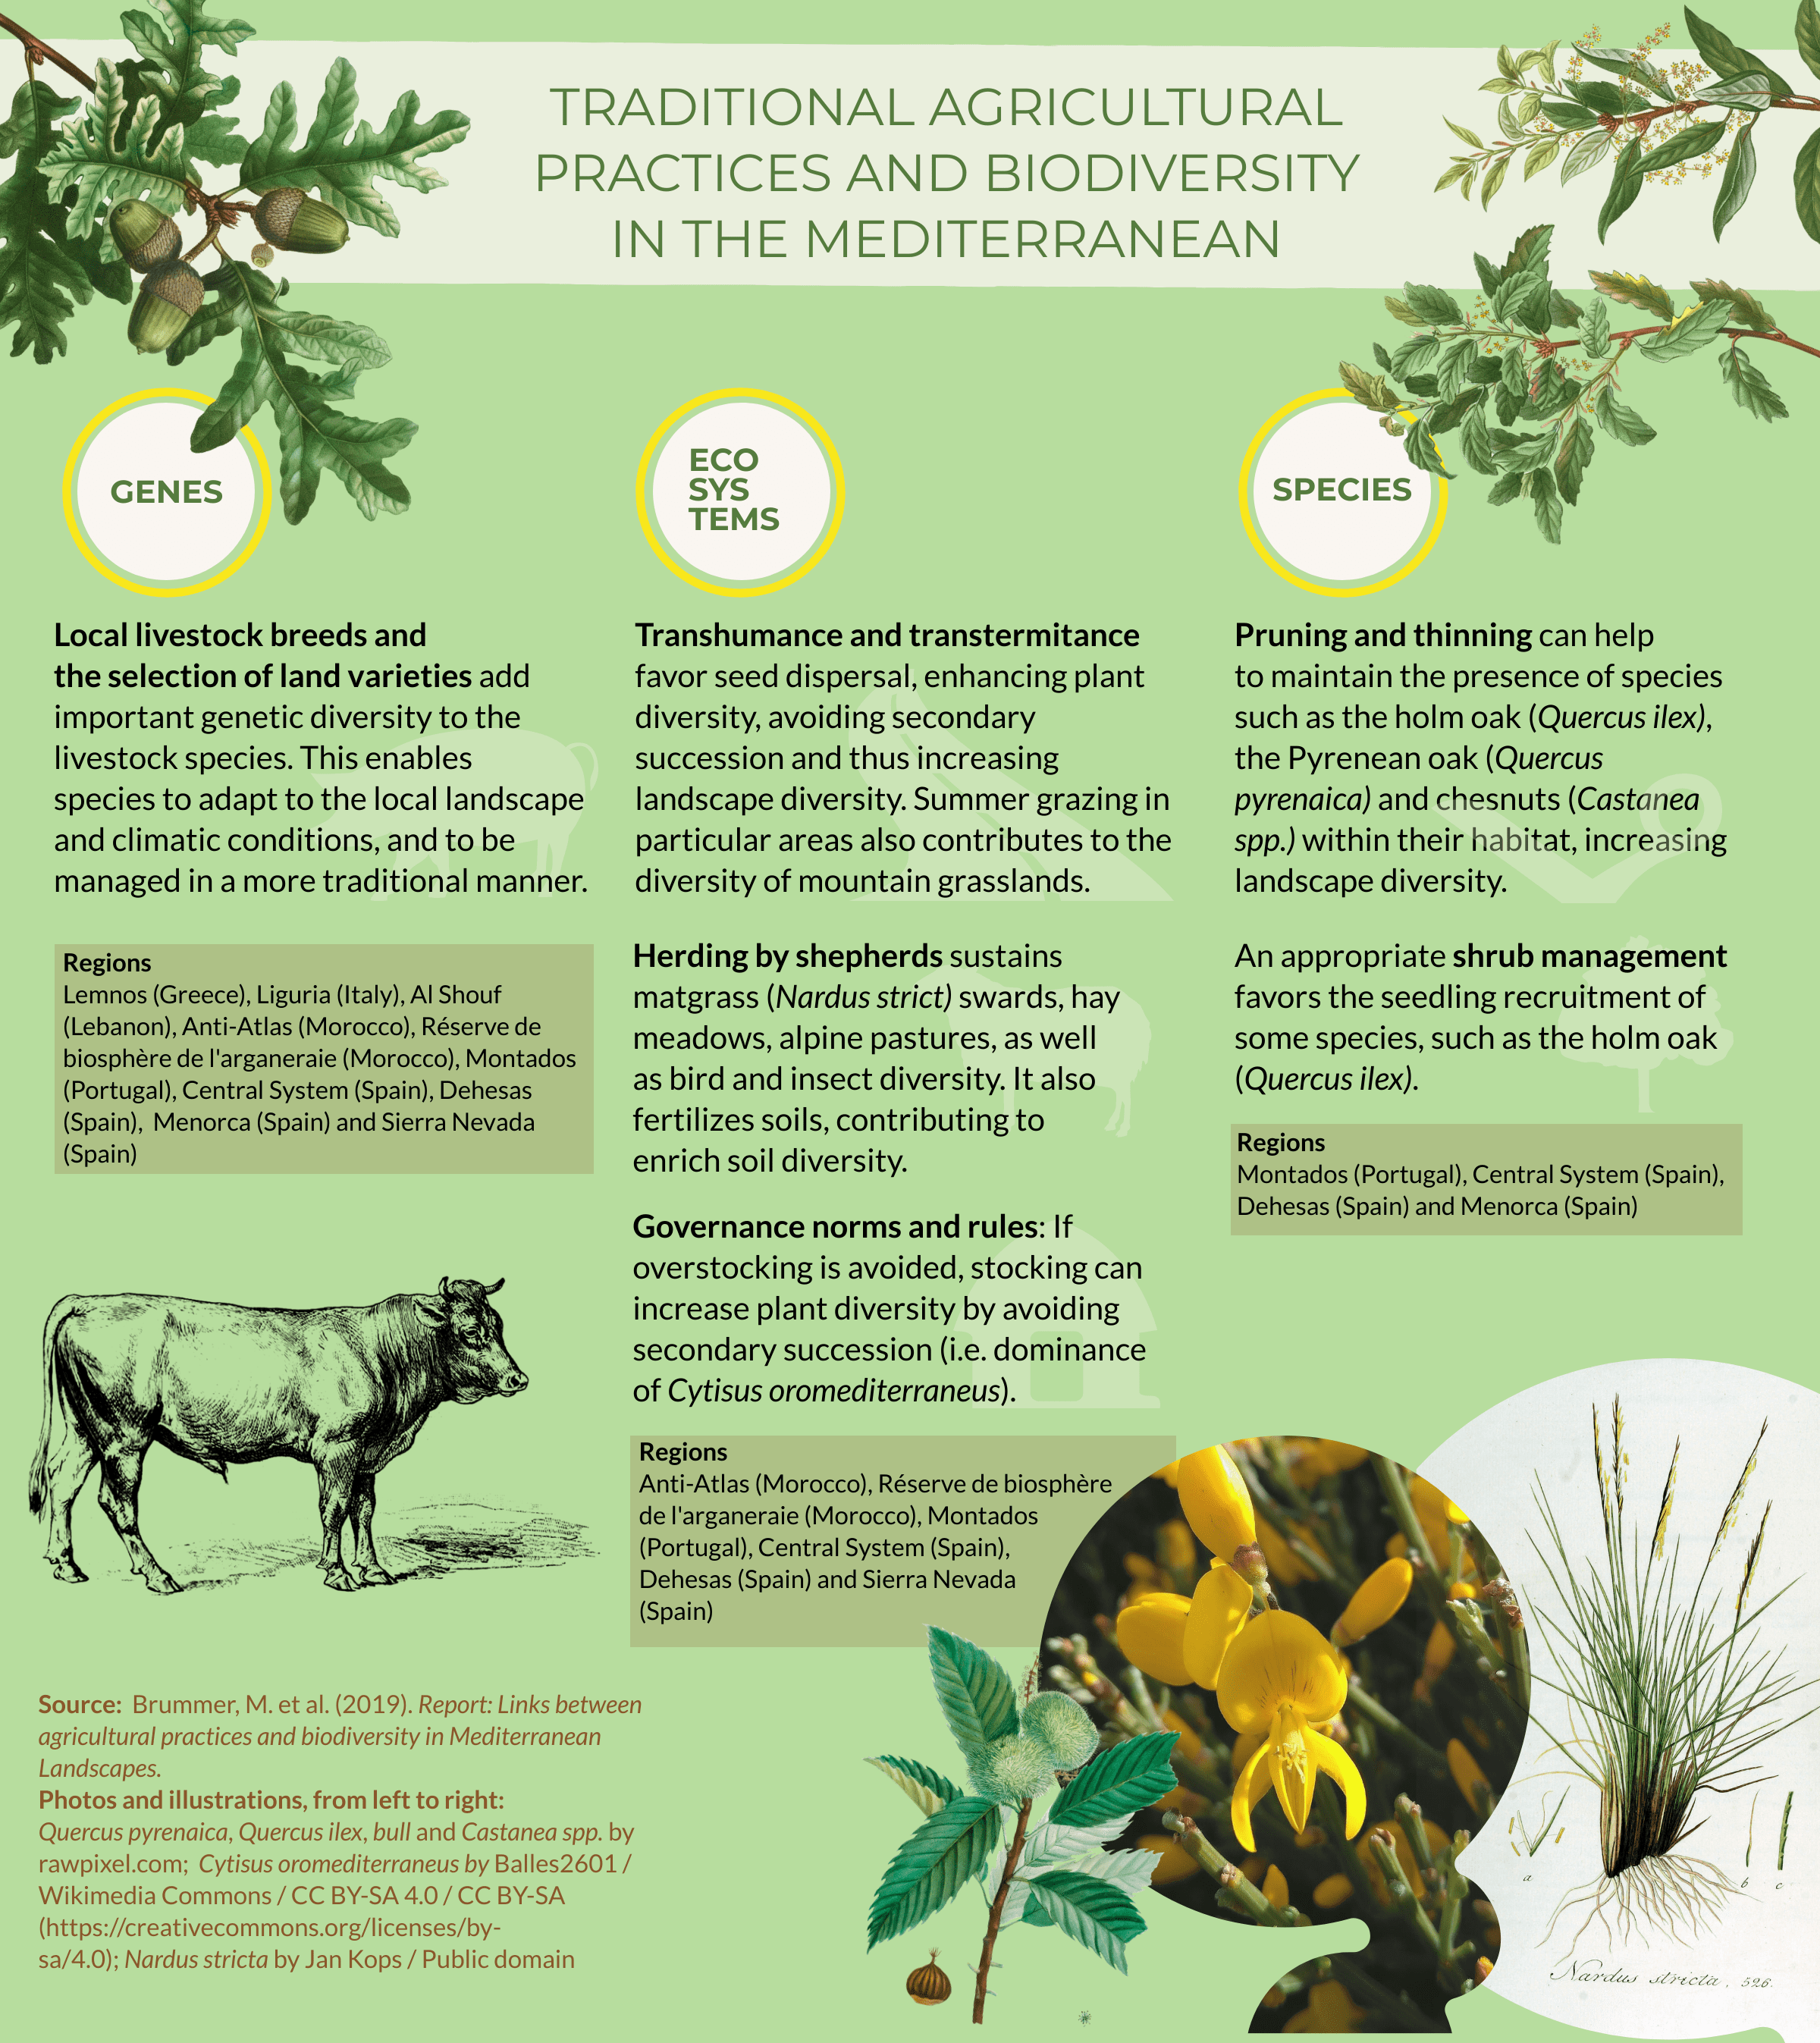 TRADITIONAL AGRICULTURAL
PRACTICES AND BIODIVERSITY
IN THE MEDITERRANEAN
GENES
Local livestock breeds and
the selection of land varieties add
important genetic diversity to the
livestock species. This enables
species to adapt to the local landscape
and climatic conditions, and to be
managed in a more traditional manner.
Regions
Lemnos (Greece), Liguria (Italy), Al Shouf
(Lebanon), Anti-Atlas (Morocco), Réserve de
biosphère de l'arganeraie (Morocco), Montados
(Portugal), Central System (Spain), Dehesas
(Spain), Menorca (Spain) and Sierra Nevada
(Spain)
ECO
SYS
TEMS
Transhumance and transtermitance
favor seed dispersal, enhancing plant
diversity, avoiding secondary
succession and thus increasing
landscape diversity. Summer grazing in
particular areas also contributes to the
diversity of mountain grasslands.
Herding by shepherds sustains
matgrass (Nardus strict) swards, hay
meadows, alpine pastures, as well
as bird and insect diversity. It also
fertilizes soils, contributing to
enrich soil diversity.
Governance norms and rules: If
overstocking is avoided, stocking can
increase plant diversity by avoiding
secondary succession (i.e. dominance
of Cytisus oromediterraneus).
Regions
Anti-Atlas (Morocco), Réserve de biosphère
de l'arganeraie (Morocco), Montados
(Portugal), Central System (Spain),
Dehesas (Spain) and Sierra Nevada
(Spain)
SPECIES
Pruning and thinning can help
to maintain the presence of species
such as the holm oak (Quercus ilex),
the Pyrenean oak (Quercus
pyrenaica) and chesnuts (Castanea
spp.) within their habitat, increasing
landscape diversity.
An appropriate shrub management
favors the seedling recruitment of
some species, such as the holm oak
(Quercus ilex).
Regions
Montados (Portugal), Central System (Spain),
Dehesas (Spain) and Menorca (Spain)
Source: Brummer, M. et al. (2019). Report: Links between
agricultural practices and biodiversity in Mediterranean
Landscapes.
Photos and illustrations, from left to right:
Quercus pyrenaica, Quercus ilex, bull and Castanea spp. by
rawpixel.com; Cytisus oromediterraneus by Balles2601 /
Wikimedia Commons / CC BY-SA 4.0 / CC BY-SA
(https://creativecommons.org/licenses/by-
sa/4.0); Nardus stricta by Jan Kops / Public domain
a
b
c
Nardus stricta. 526.